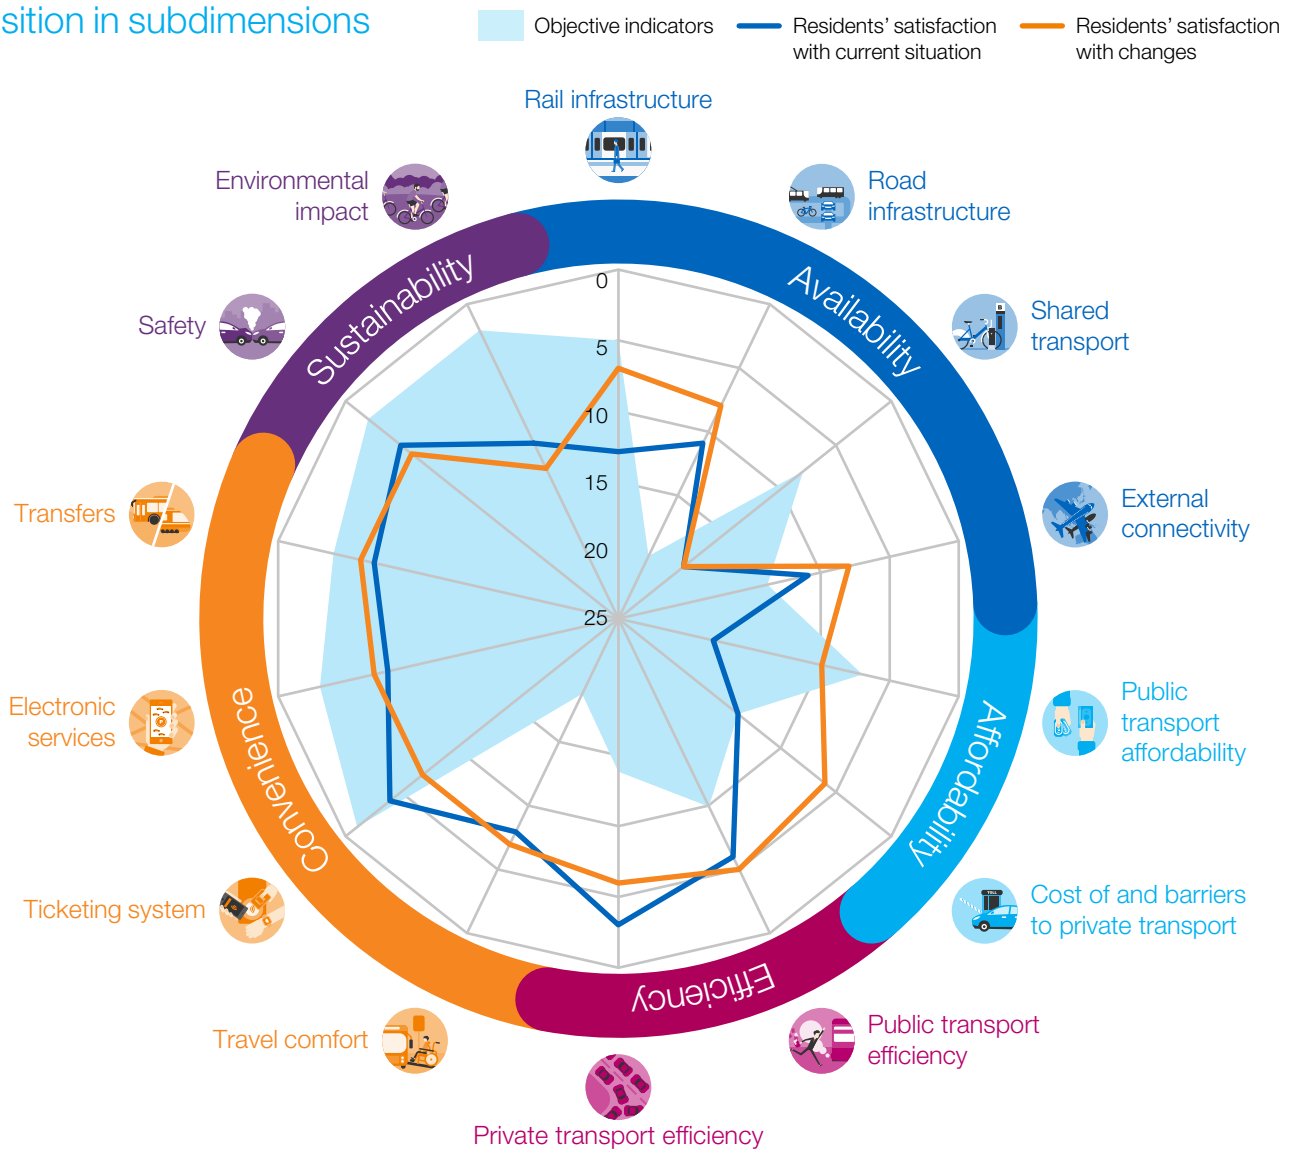 sition in subdimensions
Objective indicators
Residents’ satisfaction
with current situation
Residents’ satisfaction
with changes
Rail infrastructure
Road
infrastructure
Shared
transport
External
connectivity
Public
transport
affordability
Cost of and barriers
to private transport
Public transport
efficiency
Private transport efficiency
Travel comfort
Ticketing system
Electronic
services
Transfers
Safety
Environmental
impact
Sustainability
Availability
Affordability
Efficiency
Convenience
0
5
10
15
20
25